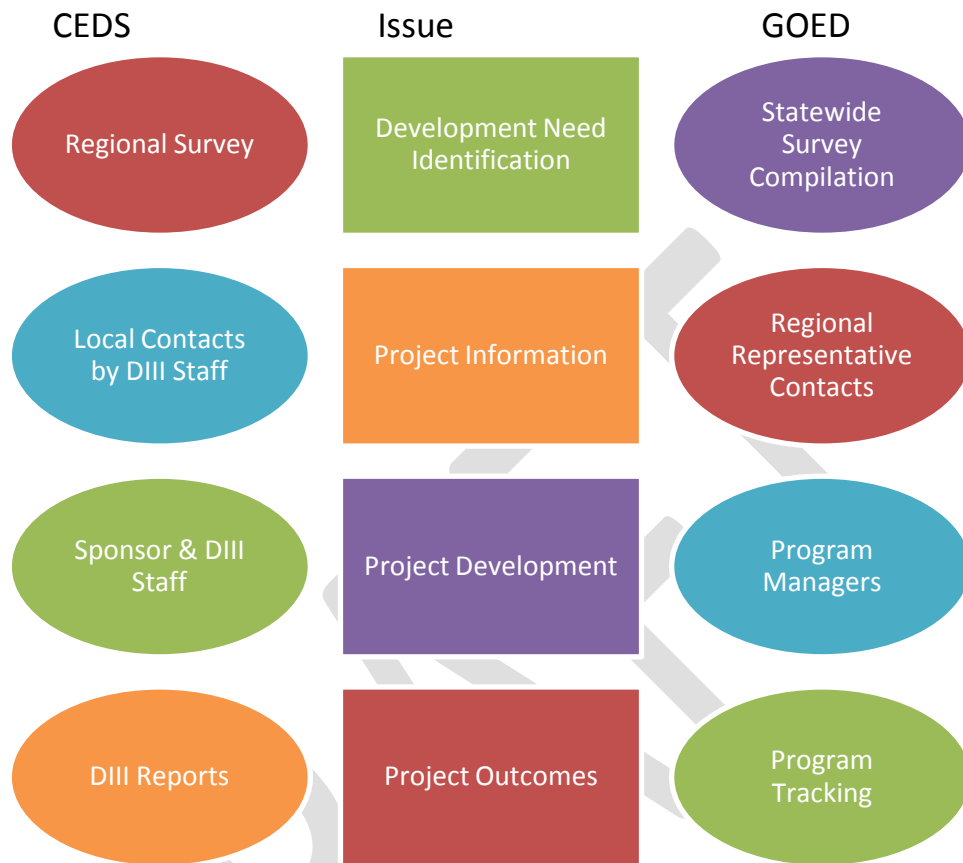 CEDS Issue GOED
Regional Survey
Development Need
Identification
Statewide
Survey
Compilation
Local Contacts
by DIII Staff
Project Information
Regional
Representative
Contacts
Sponsor & DIII
Staff
Project Development
Program
Managers
DIII Reports
Project Outcomes
Program
Tracking